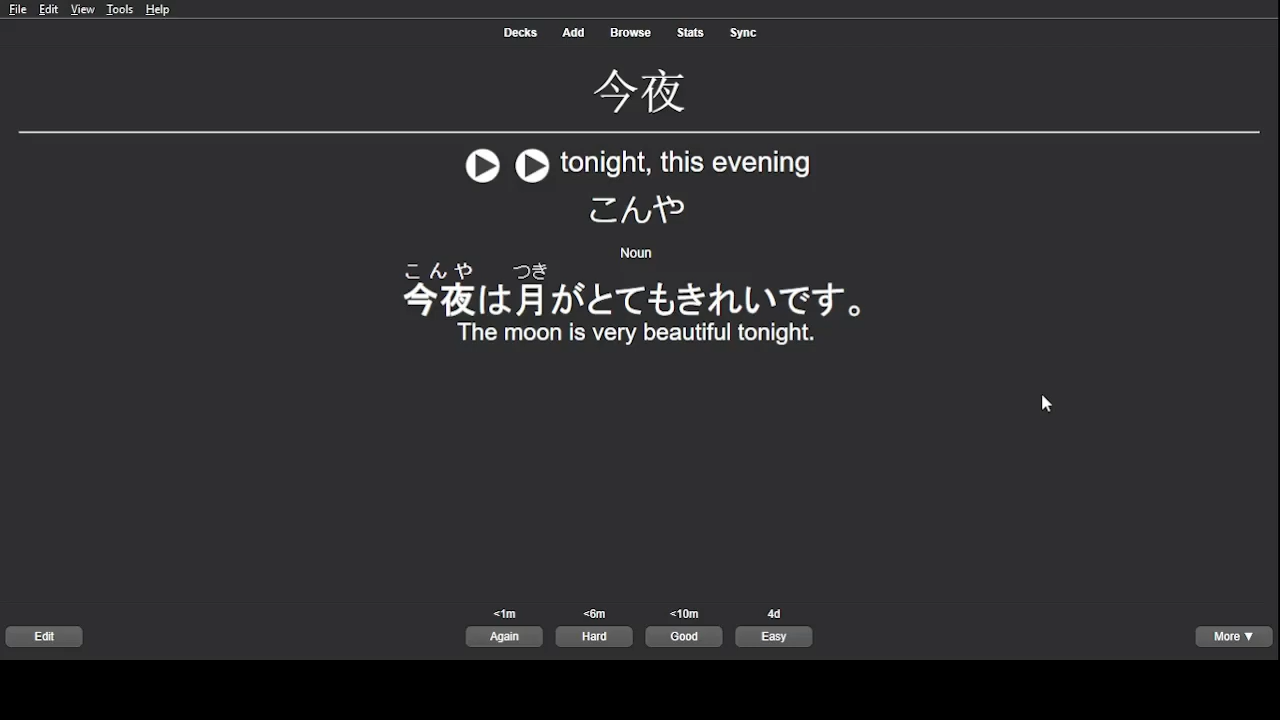 File Edit View Tools Help
Decks Add Browse Stats Sync
今夜
tonight, this evening
こんや
Noun
こんや つき
今夜は月がとてもきれいです。
The moon is very beautiful tonight.
<1m <6m <10m 4d
Edit Again Hard Good Easy More ▼